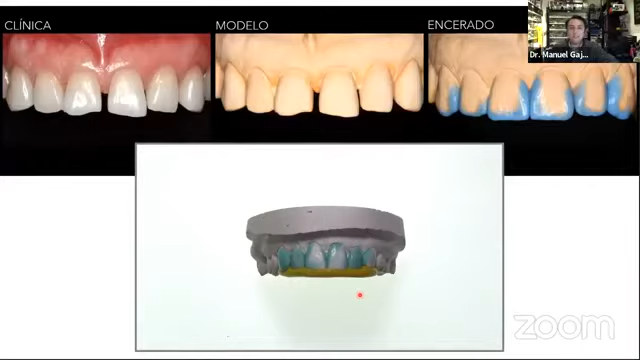 CLÍNICA
MODELO
ENCERADO
Dr. Manuel Gaj...
zoom